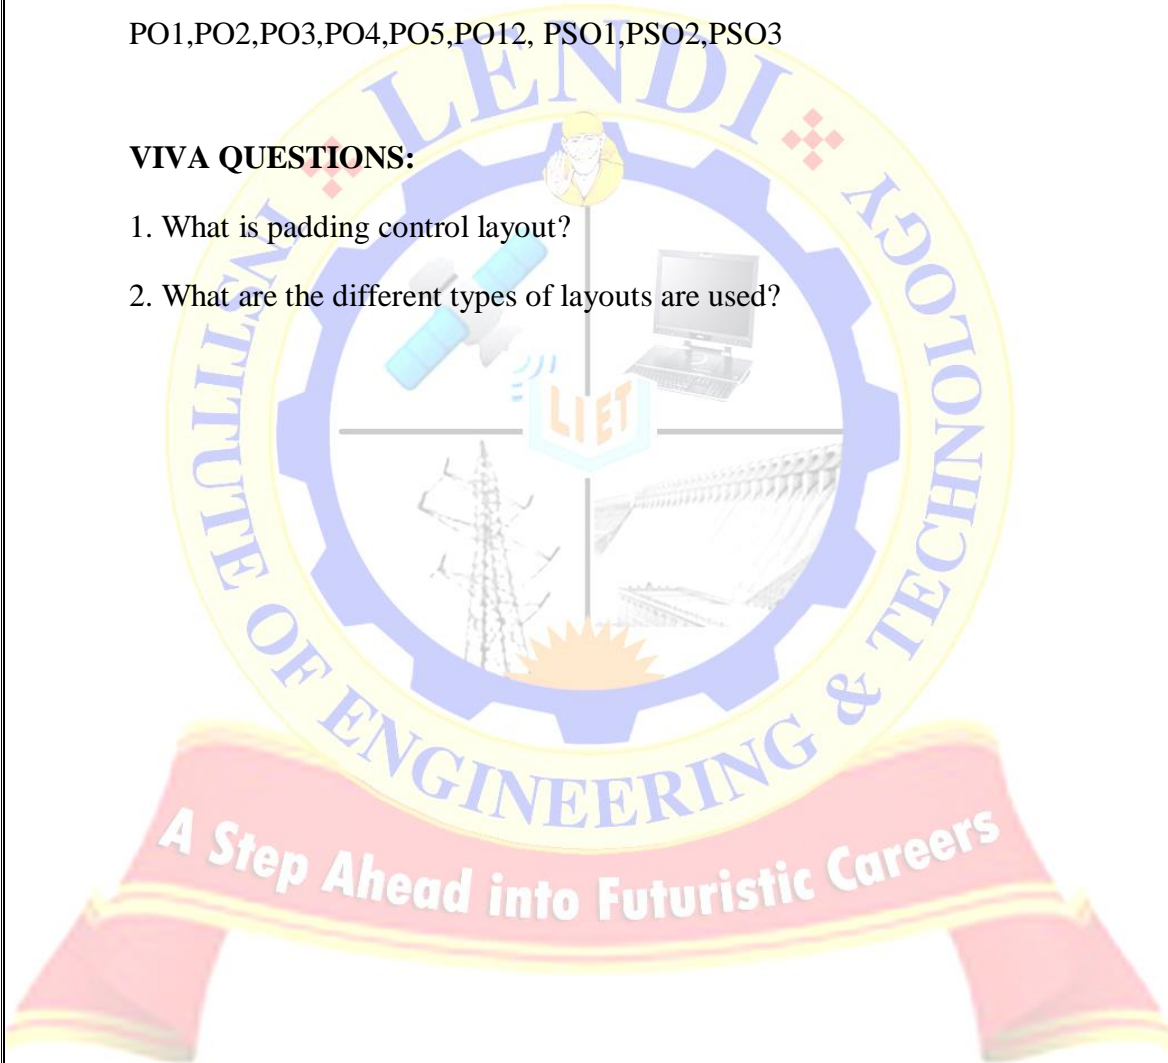 PO1,PO2,PO3,PO4,PO5,PO12, PSO1,PSO2,PSO3
VIVA QUESTIONS:
1. What is padding control layout?
2. What are the different types of layouts are used?
LENDI
INSTITUTE OF ENGINEERING & TECHNOLOGY
LIET
A Step Ahead into Futuristic Careers